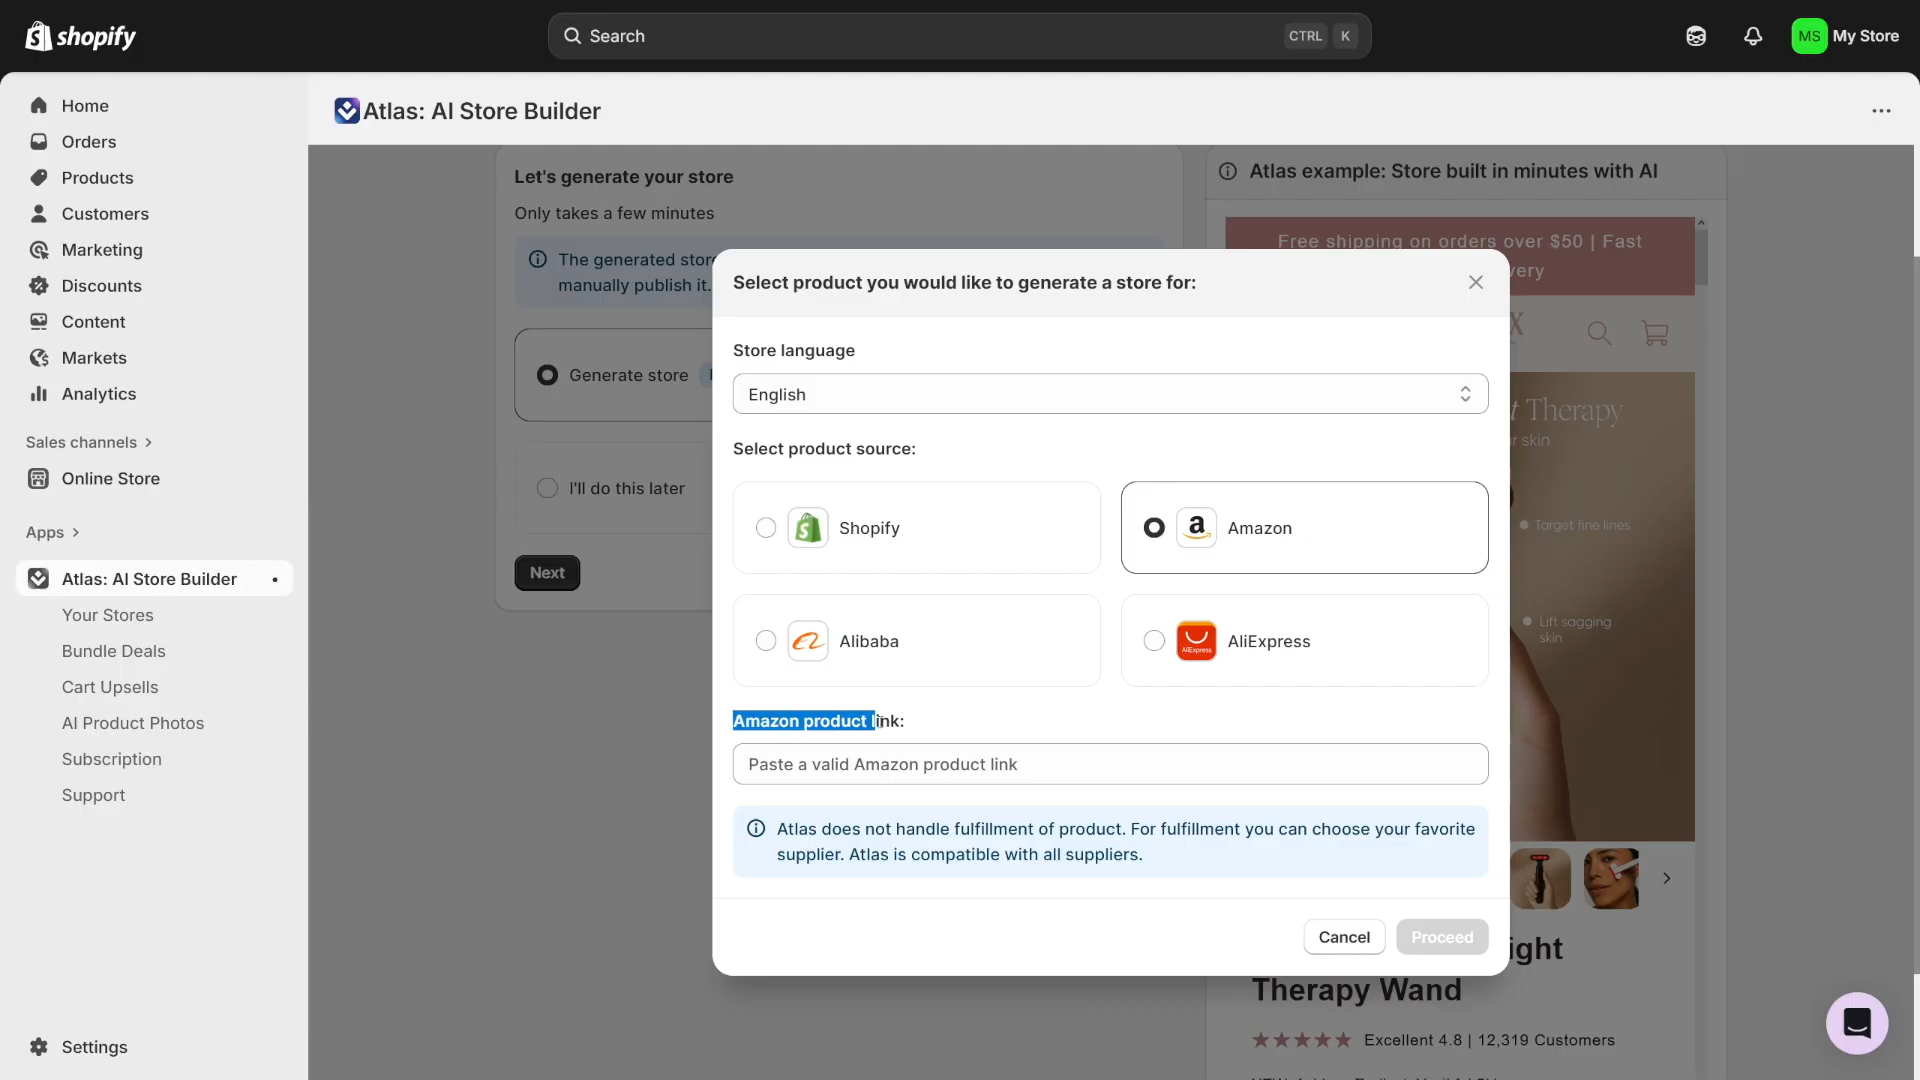 shopify
Search
CTRL K
MS My Store
Home
Orders
Products
Customers
Marketing
Discounts
Content
Markets
Analytics
Sales channels
Online Store
Apps
Atlas: AI Store Builder
Your Stores
Bundle Deals
Cart Upsells
AI Product Photos
Subscription
Support
Settings
Atlas: AI Store Builder
Let's generate your store
Only takes a few minutes
The generated store
manually publish it.
Generate store
I'll do this later
Next
Select product you would like to generate a store for:
Store language
English
Select product source:
Shopify
Amazon
Alibaba
AliExpress
AliExpress
Amazon product link:
Paste a valid Amazon product link
Atlas does not handle fulfillment of product. For fulfillment you can choose your favorite
supplier. Atlas is compatible with all suppliers.
Cancel
Proceed
Atlas example: Store built in minutes with AI
Free shipping on orders over $50 | Fast
very
X
t Therapy
r skin
Target fine lines
Lift sagging
skin
ight
Therapy Wand
★★★★★ Excellent 4.8 | 12,319 Customers